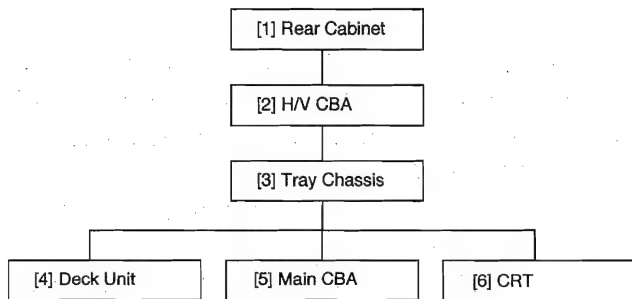 [1] Rear Cabinet
[2] H/V CBA
[3] Tray Chassis
[4] Deck Unit
[5] Main CBA
[6] CRT